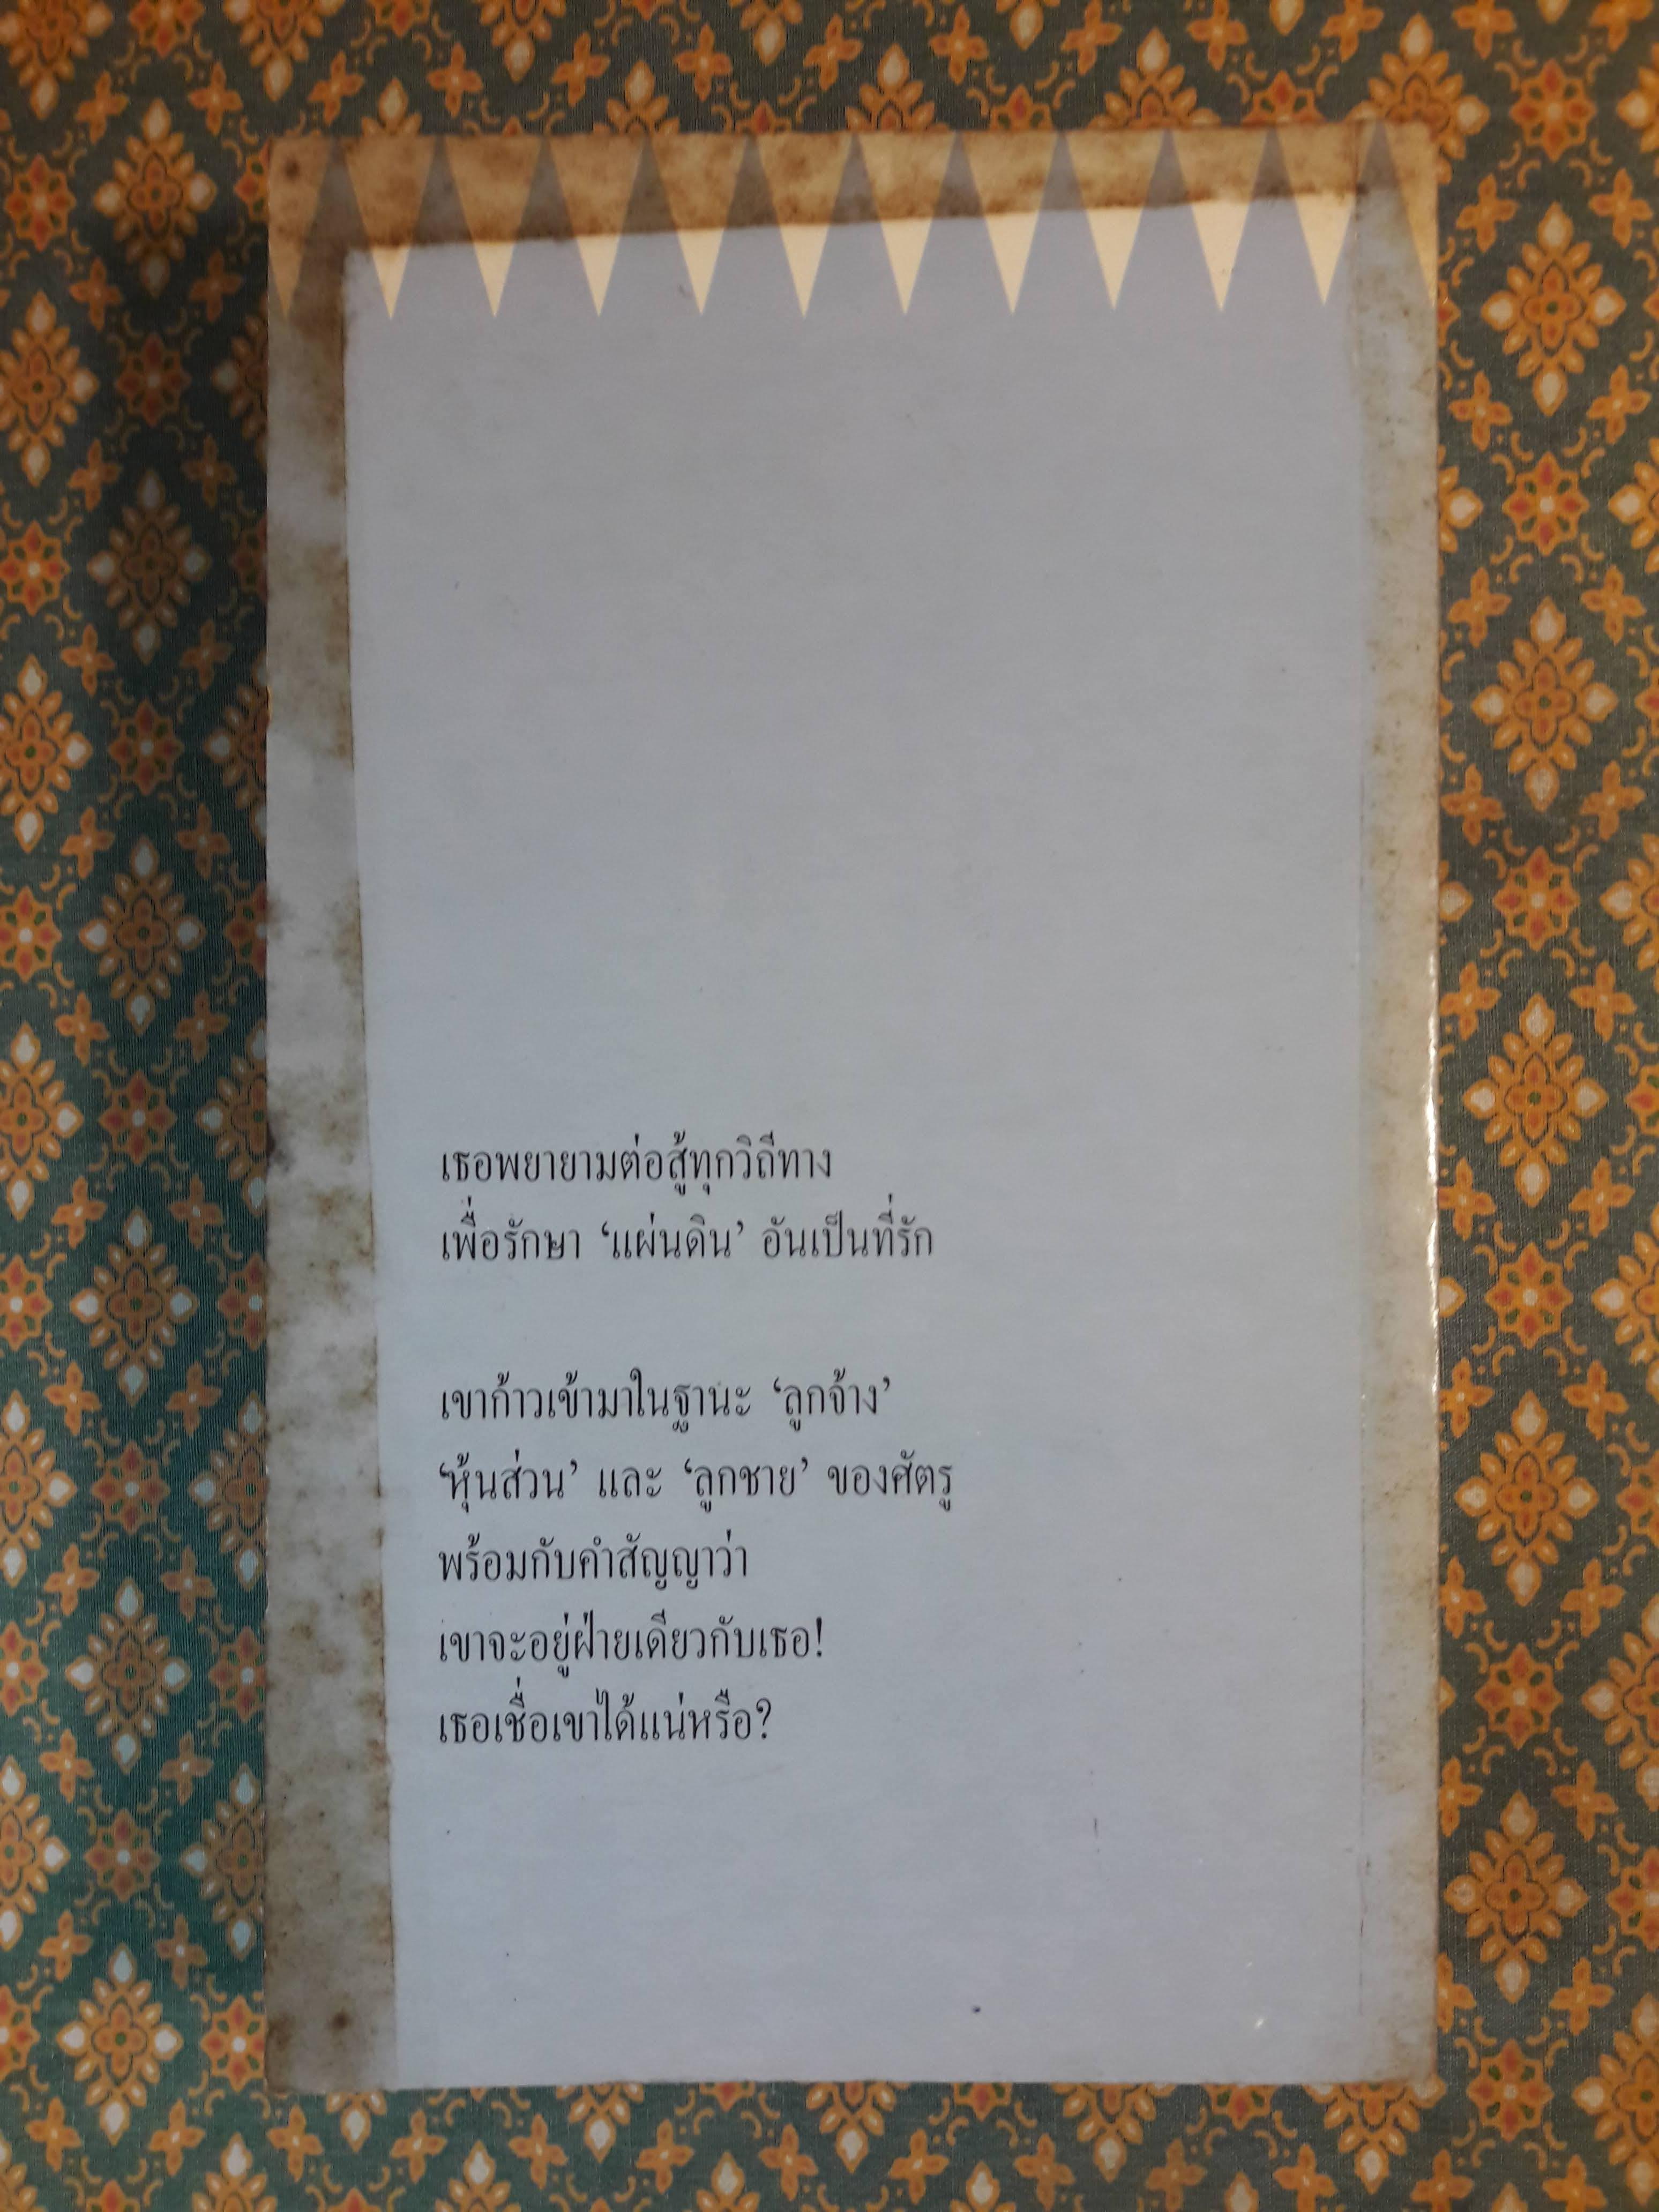 เธอพยายามต่อสู้ทุกวิถีทาง
เพื่อรักษา ‘แผ่นดิน’ อันเป็นที่รัก
เขาก้าวเข้ามาในฐานะ ‘ลูกจ้าง’
‘หุ้นส่วน’ และ ‘ลูกชาย’ ของศัตรู
พร้อมกับคำสัญญาว่า
เขาจะอยู่ฝ่ายเดียวกับเธอ!
เธอเชื่อเขาได้แน่หรือ?